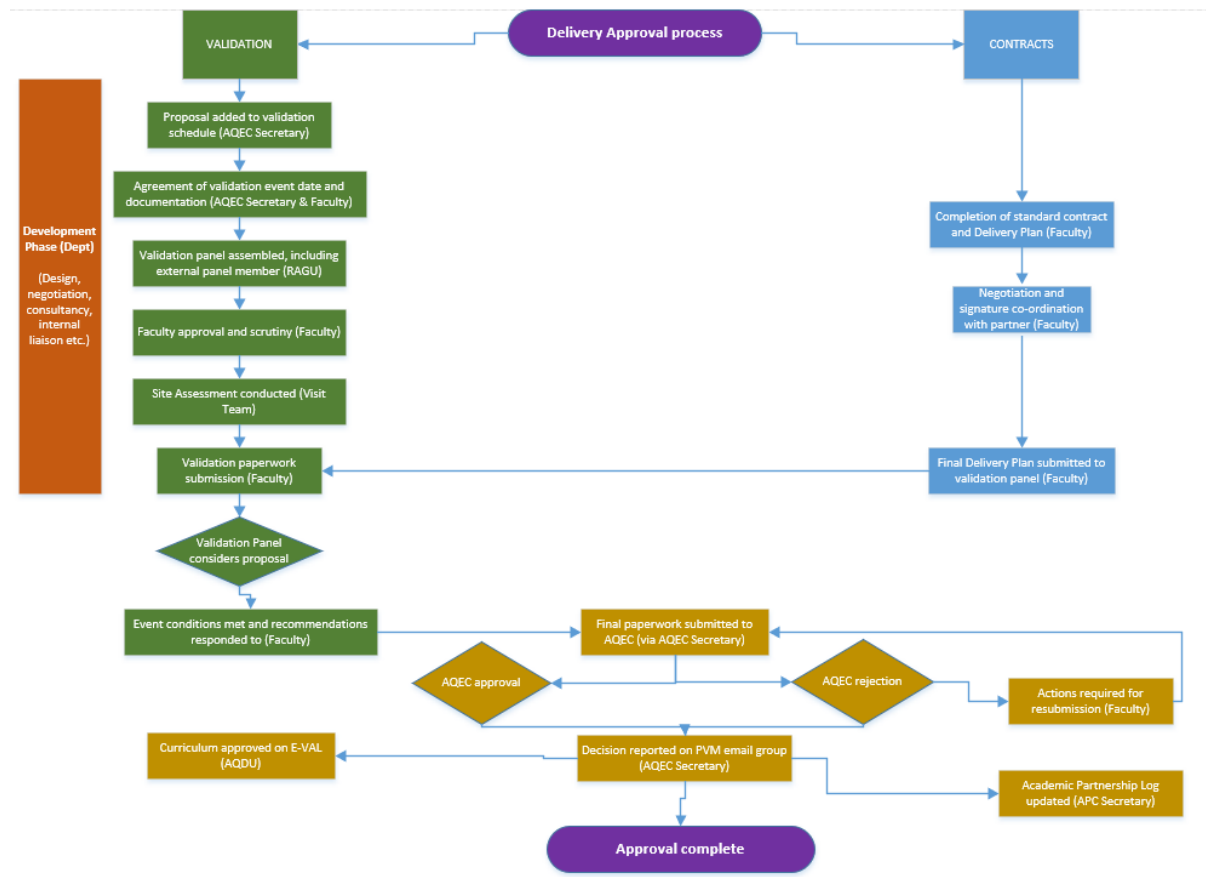 Delivery Approval process
VALIDATION
CONTRACTS
Proposal added to validation
schedule (AQEC Secretary)
Agreement of validation event date and
documentation (AQEC Secretary & Faculty)
Development
Phase (Dept)
(Design,
negotiation,
consultancy,
internal
liaison etc.)
Completion of standard contract
and Delivery Plan (Faculty)
Validation panel assembled, including
external panel member (RAGU)
Negotiation and
signature co-ordination
with partner (Faculty)
Faculty approval and scrutiny (Faculty)
Site Assessment conducted (Visit
Team)
Validation paperwork
submission (Faculty)
Final Delivery Plan submitted to
validation panel (Faculty)
Validation Panel
considers proposal
Event conditions met and recommendations
responded to (Faculty)
Final paperwork submitted to
AQEC (via AQEC Secretary)
AQEC approval
AQEC rejection
Actions required for
resubmission (Faculty)
Curriculum approved on E-VAL
(AQDU)
Decision reported on PVM email group
(AQEC Secretary)
Academic Partnership Log
updated (APC Secretary)
Approval complete